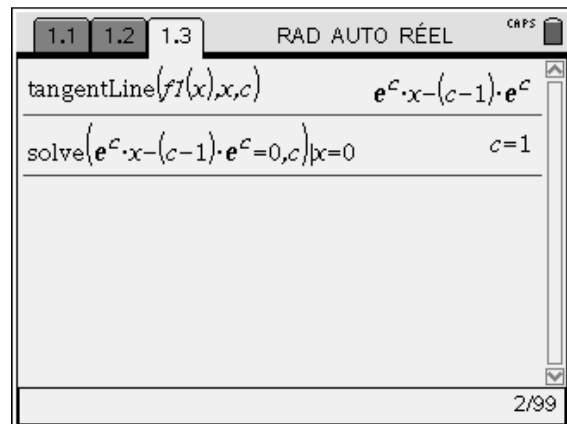 1.1 1.2 1.3 RAD AUTO RÉEL CAPS
tangentLine(f1(x),x,c) e^c·x−(c−1)·e^c
solve(e^c·x−(c−1)·e^c=0,c)|x=0 c=1
2/99